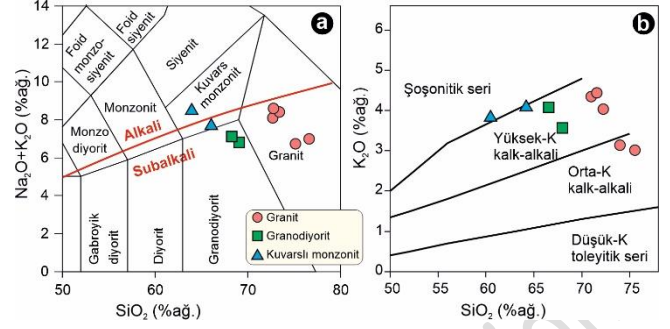 a
14
12
10
8
6
4
2
0
Na₂O+K₂O (%ağ.)
Foid
monzo-
siyenit
Foid
siyenit
Siyenit
Kuvars
monzonit
Monzonit
Monzo
diyorit
Alkali
Subalkali
Granit
Gabroyik
diyorit
Diyorit
Granodiyorit
Granit
Granodiyorit
Kuvarslı monzonit
50
60
70
80
SiO₂ (%ağ.)
b
6
5
4
3
2
1
0
K₂O (%ağ.)
Şoşonitik seri
Yüksek-K
kalk-alkali
Orta-K
kalk-alkali
Düşük-K
toleyitik seri
50
55
60
65
70
75
SiO₂ (%ağ.)